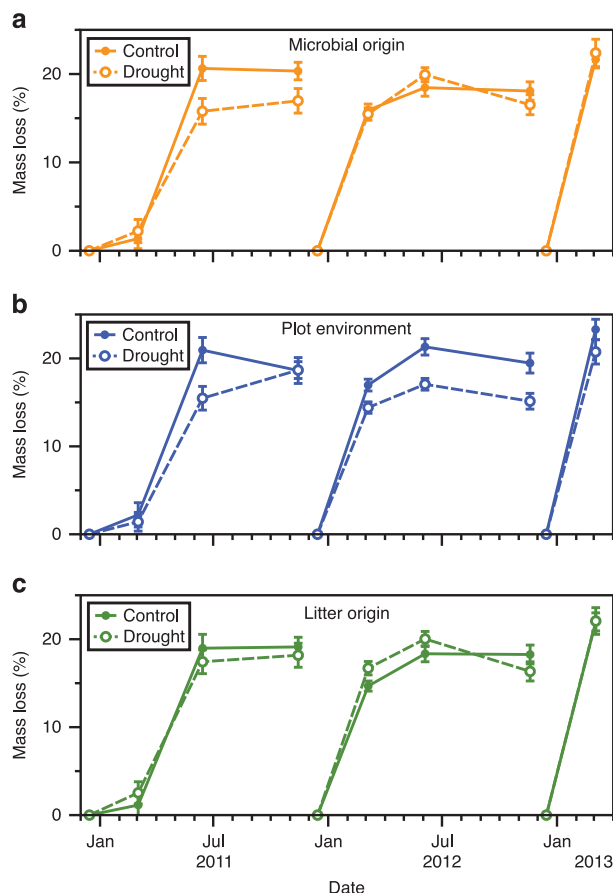 a
Control
Drought
Microbial origin
Mass loss (%)
20
10
0
b
Control
Drought
Plot environment
Mass loss (%)
20
10
0
c
Control
Drought
Litter origin
Mass loss (%)
20
10
0
Jan Jul Jan Jul Jan
2011 2012 2013
Date